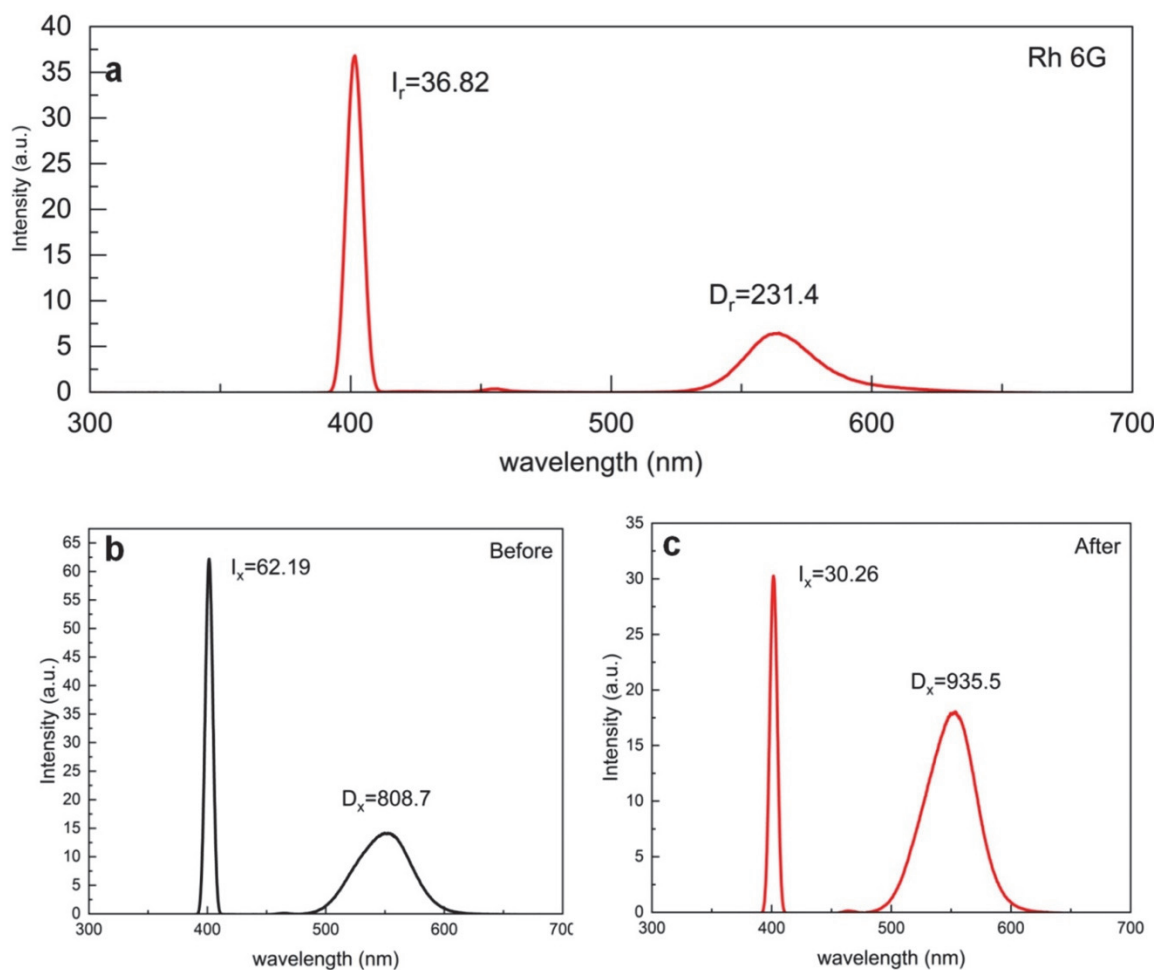 a
Rh 6G
I_r=36.82
D_r=231.4
Intensity (a.u.)
40
35
30
25
20
15
10
5
0
300
400
500
600
700
wavelength (nm)
b
Before
I_x=62.19
D_x=808.7
Intensity (a.u.)
65
60
55
50
45
40
35
30
25
20
15
10
5
0
300
400
500
600
700
wavelength (nm)
c
After
I_x=30.26
D_x=935.5
Intensity (a.u.)
35
30
25
20
15
10
5
0
300
400
500
600
700
wavelength (nm)